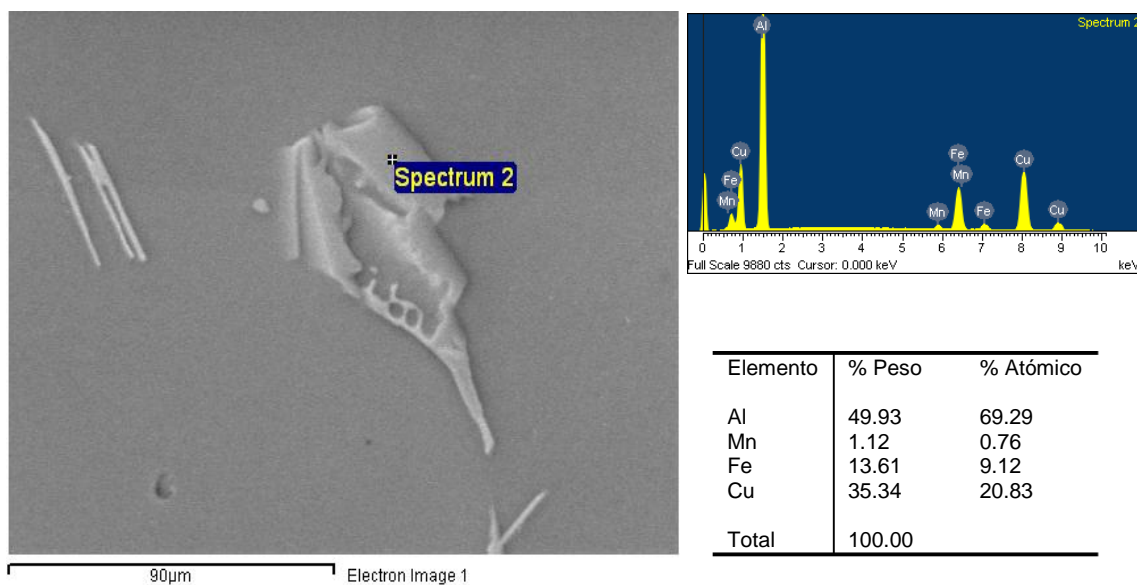 Spectrum 2
90µm Electron Image 1
Spectrum 2
Al
Cu
Fe
Mn
Mn
Fe
Mn
Fe
Cu
Cu
0 1 2 3 4 5 6 7 8 9 10
Full Scale 9880 cts Cursor: 0.000 keV keV
Elemento % Peso % Atómico
Al 49.93 69.29
Mn 1.12 0.76
Fe 13.61 9.12
Cu 35.34 20.83
Total 100.00